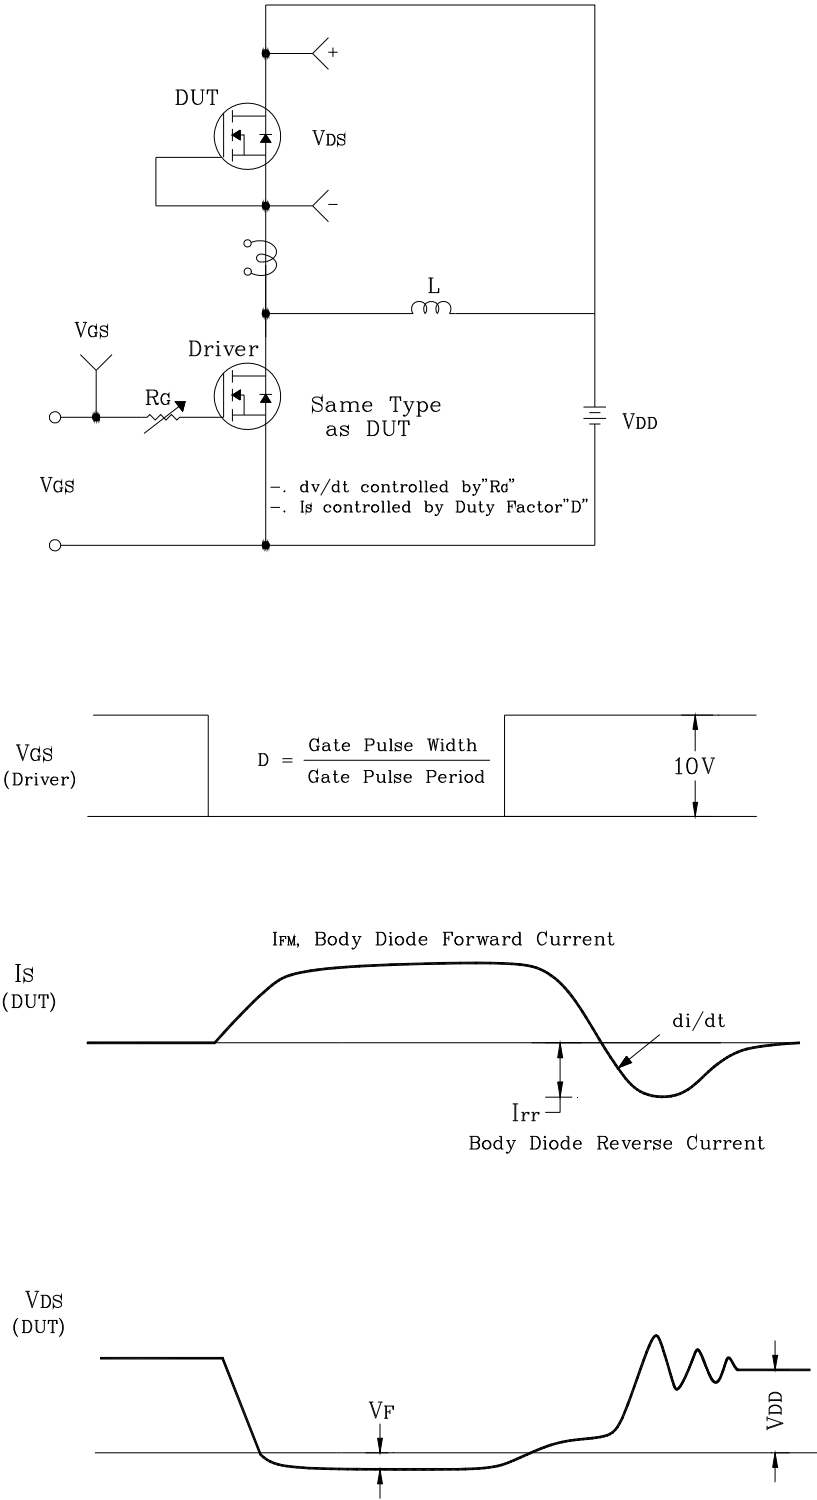 +
DUT
VDS
−
L
VGS
Driver
RG
Same Type
as DUT
VDD
VGS
−. dv/dt controlled by"RG"
−. Is controlled by Duty Factor"D"
VGS
(Driver)
D = Gate Pulse Width
Gate Pulse Period
10V
IFM, Body Diode Forward Current
IS
(DUT)
di/dt
Irr
Body Diode Reverse Current
VDS
(DUT)
VF
VDD